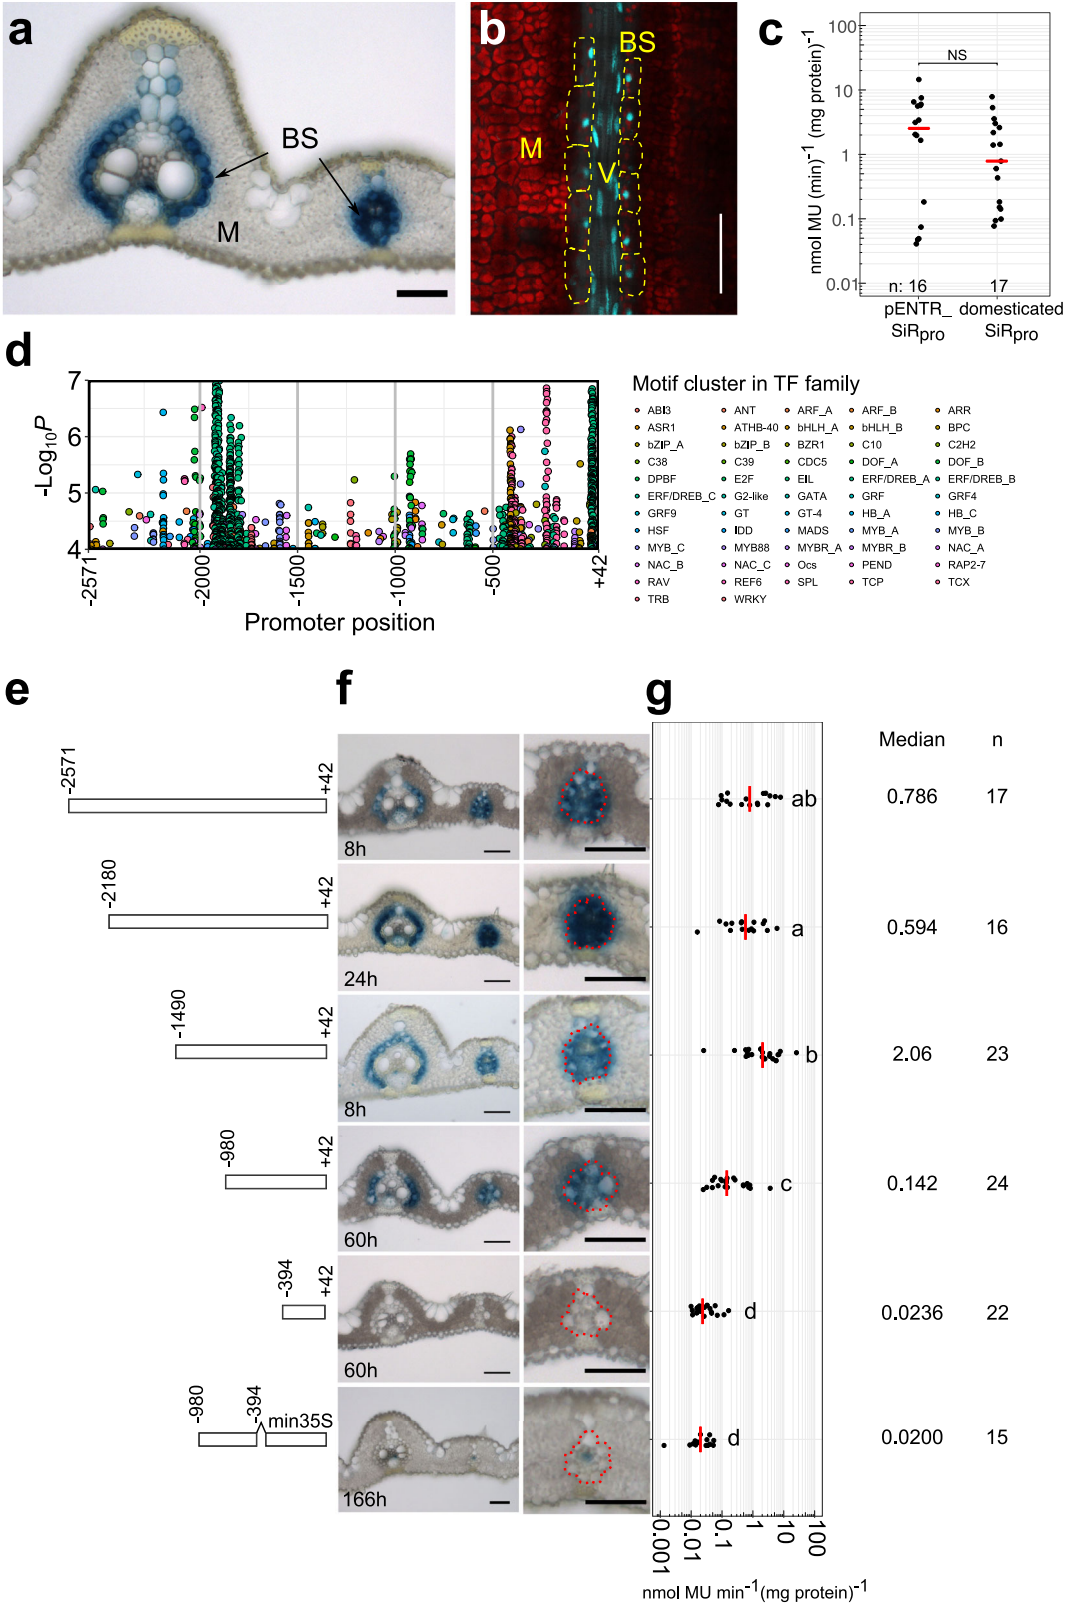 a
BS
M
b
BS
M
V
c
NS
100
10
1
0.1
0.01
nmol MU (min)-1 (mg protein)-1
n: 16
17
pENTR_
SiRpro
domesticated
SiRpro
d
7
6
5
4
-Log10P
-2571
-2000
-1500
-1000
-500
+42
Promoter position
Motif cluster in TF family
ABI3 ANT ARF_A ARF_B ARR
ASR1 ATHB-40 bHLH_A bHLH_B BPC
bZIP_A bZIP_B BZR1 C10 C2H2
C38 C39 CDC5 DOF_A DOF_B
DPBF E2F EIL ERF/DREB_A ERF/DREB_B
ERF/DREB_C G2-like GATA GRF GRF4
GRF9 GT GT-4 HB_A HB_C
HSF IDD MADS MYB_A MYB_B
MYB_C MYB88 MYBR_A MYBR_B NAC_A
NAC_B NAC_C Ocs PEND RAP2-7
RAV REF6 SPL TCP TCX
TRB WRKY
e
f
g
Median n
-2571 +42
8h
ab
0.786 17
-2180 +42
24h
a
0.594 16
-1490 +42
8h
b
2.06 23
-980 +42
60h
c
0.142 24
-394 +42
60h
d
0.0236 22
-980 -394 min35S
166h
d
0.0200 15
0.001 0.01 0.1 1 10 100
nmol MU min-1(mg protein)-1